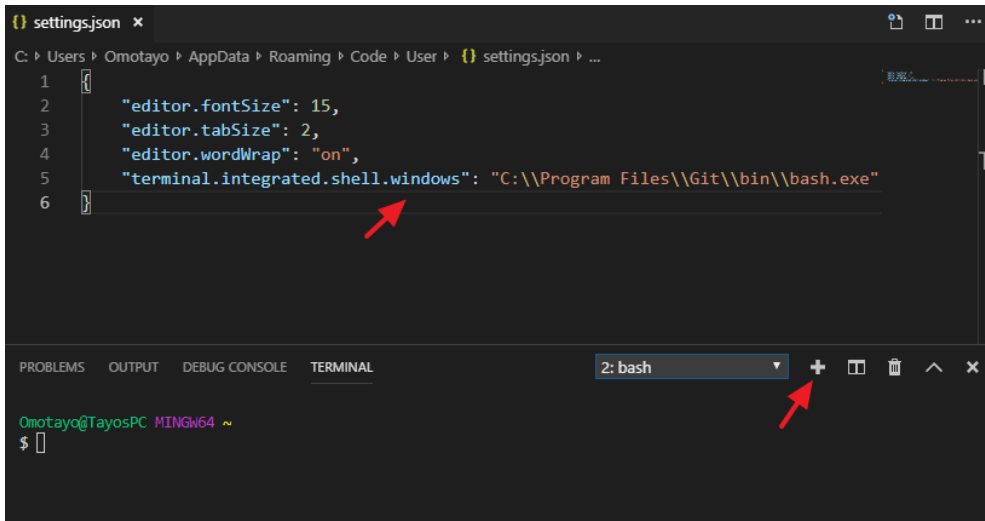 {} settings.json ×
C: Users Omotayo AppData Roaming Code User {} settings.json ...
1 {
2 "editor.fontSize": 15,
3 "editor.tabSize": 2,
4 "editor.wordWrap": "on",
5 "terminal.integrated.shell.windows": "C:\\Program Files\\Git\\bin\\bash.exe"
6 }
PROBLEMS OUTPUT DEBUG CONSOLE TERMINAL 2: bash
Omotayo@TayosPC MINGW64 ~
$